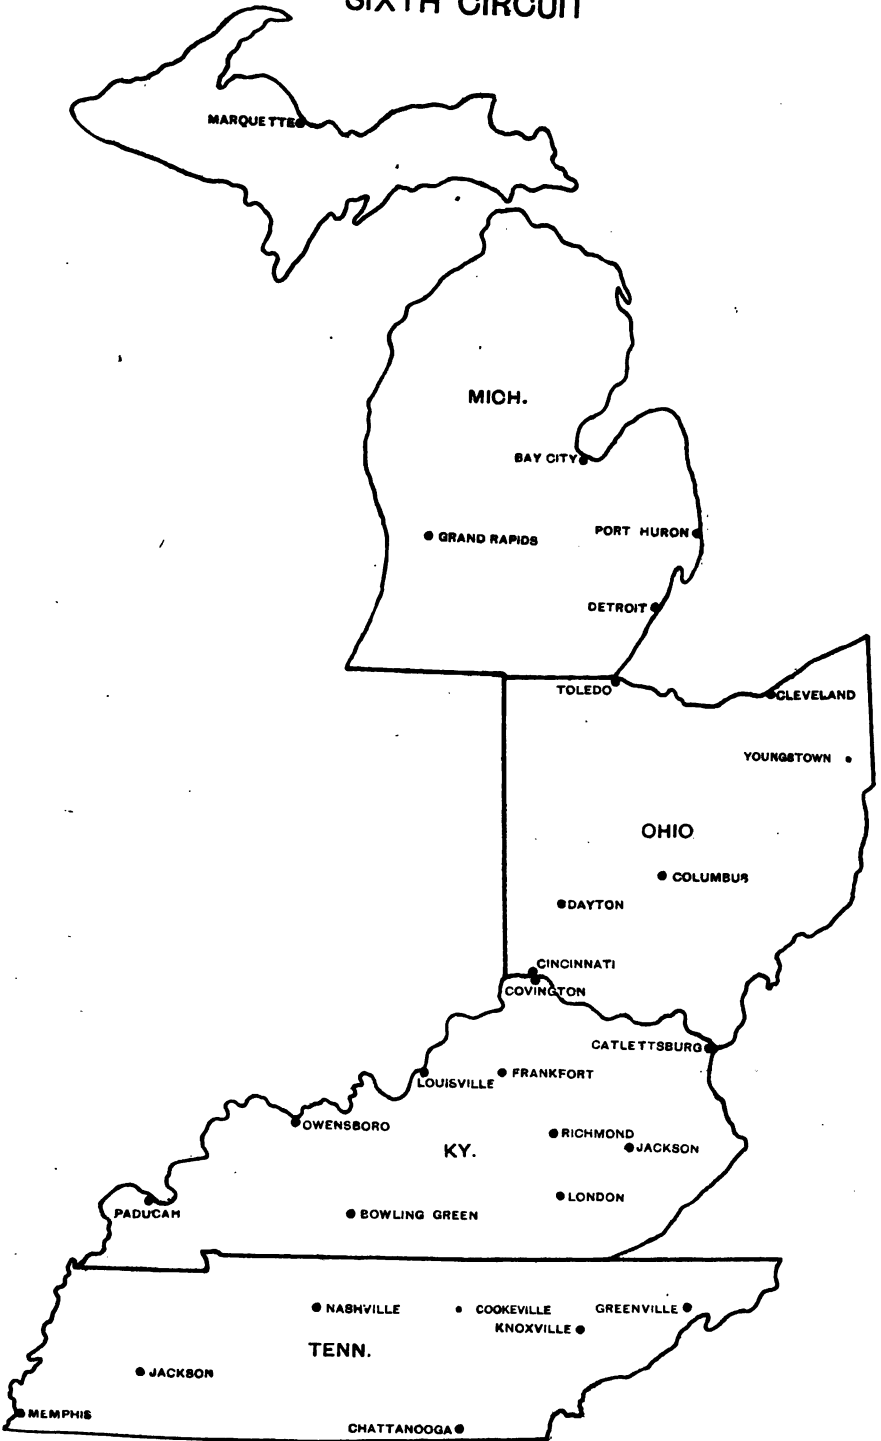 SIXTH CIRCUIT
MARQUETTE
MICH.
BAY CITY
GRAND RAPIDS
PORT HURON
DETROIT
TOLEDO
CLEVELAND
YOUNGSTOWN
OHIO
COLUMBUS
DAYTON
CINCINNATI
COVINGTON
CATLETTSBURG
LOUISVILLE
FRANKFORT
OWENSBORO
RICHMOND
KY.
JACKSON
LONDON
PADUCAH
BOWLING GREEN
NASHVILLE
COOKEVILLE
GREENVILLE
KNOXVILLE
TENN.
JACKSON
MEMPHIS
CHATTANOOGA